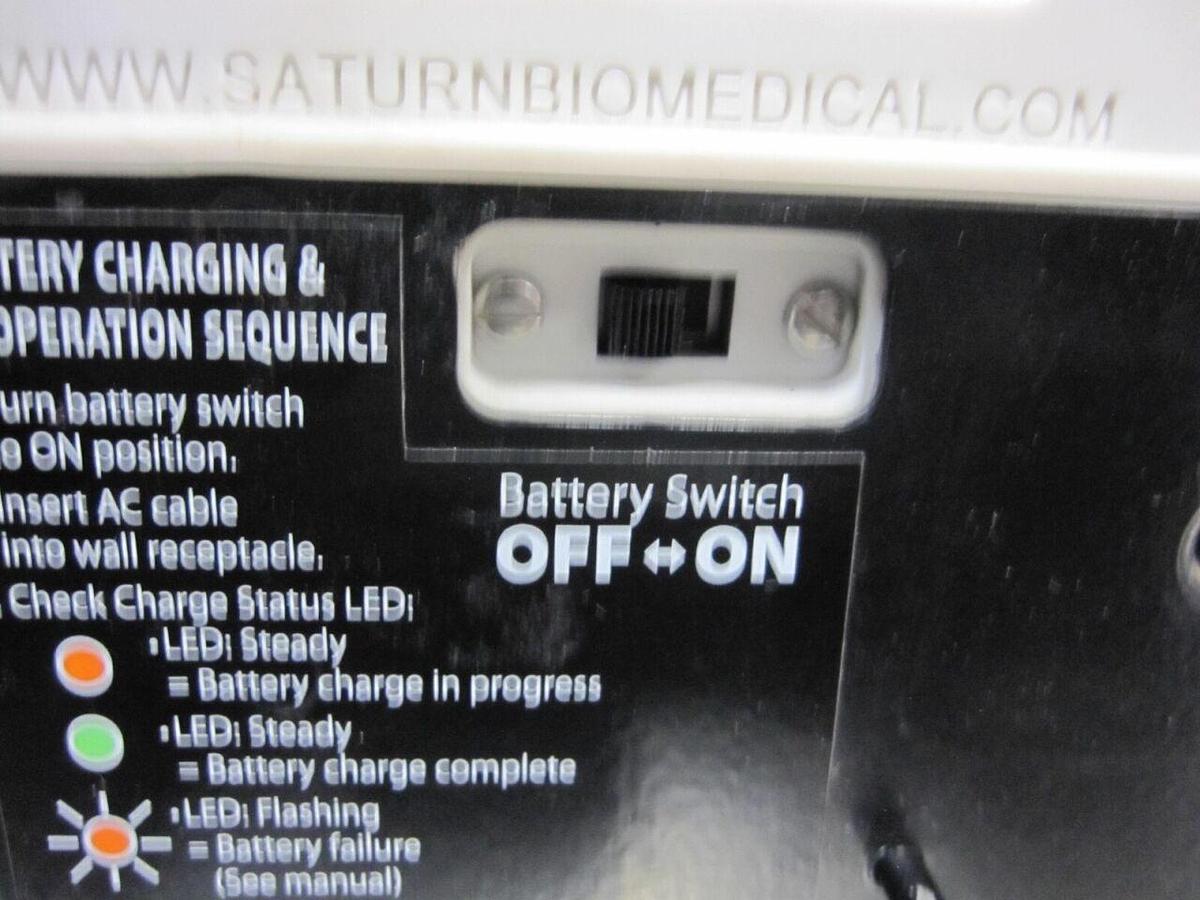 WWW.SATURNBIOMEDICAL.COM
TERY CHARGING &
OPERATION SEQUENCE
urn battery switch
o ON position.
Insert AC cable
into wall receptacle.
Check Charge Status LED:
: LED: Steady
= Battery charge in progress
: LED: Steady
= Battery charge complete
: LED: Flashing
= Battery failure
(See manual)
Battery Switch
OFF ↔ ON